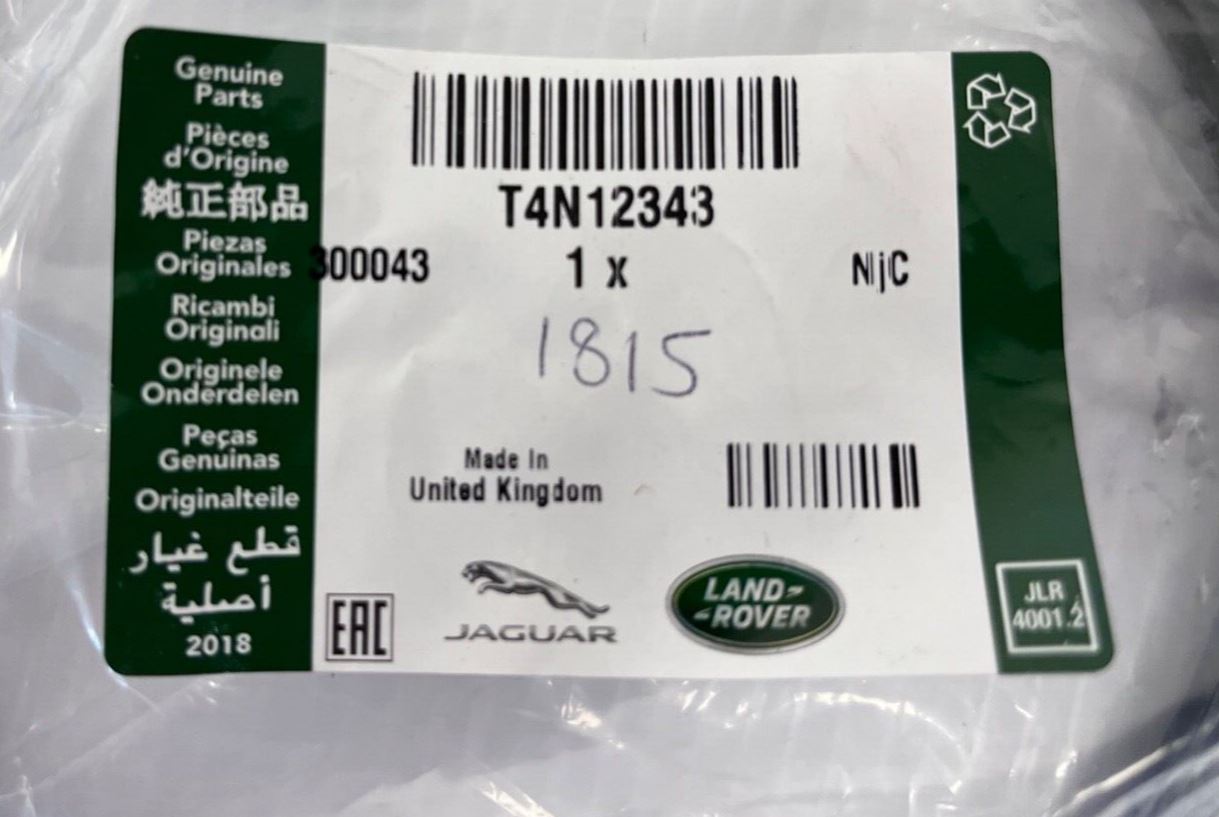 Genuine
Parts
Pièces
d'Origine
純正部品
Piezas
Originales
Ricambi
Originali
Originele
Onderdelen
Peças
Genuinas
Originalteile
قطع غيار
أصلية
2018
T4N12343
300043 1 x NjC
1815
Made In
United Kingdom
EAC
JAGUAR
LAND-
-ROVER
JLR
4001.2